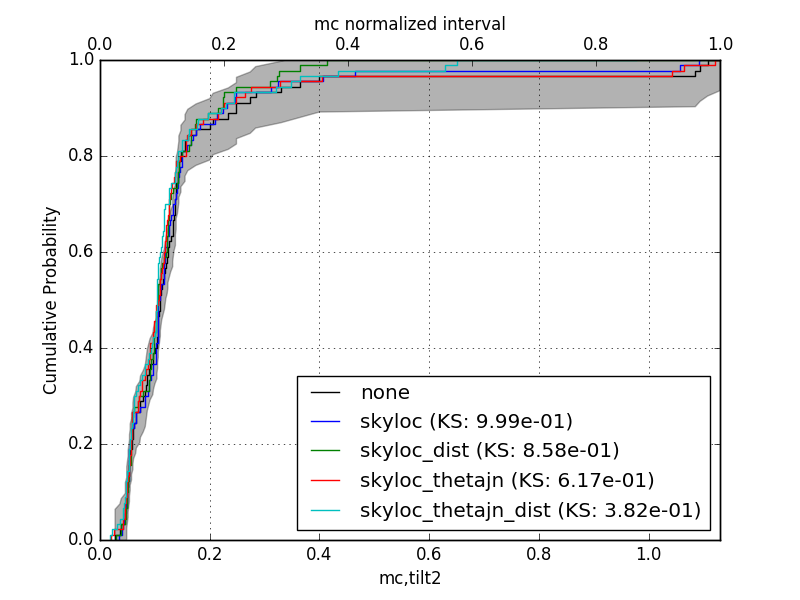 mc normalized interval
0.0 0.2 0.4 0.6 0.8 1.0
1.0
0.8
0.6
0.4
0.2
0.0
Cumulative Probability
none
skyloc (KS: 9.99e-01)
skyloc_dist (KS: 8.58e-01)
skyloc_thetajn (KS: 6.17e-01)
skyloc_thetajn_dist (KS: 3.82e-01)
0.0 0.2 0.4 0.6 0.8 1.0
mc,tilt2